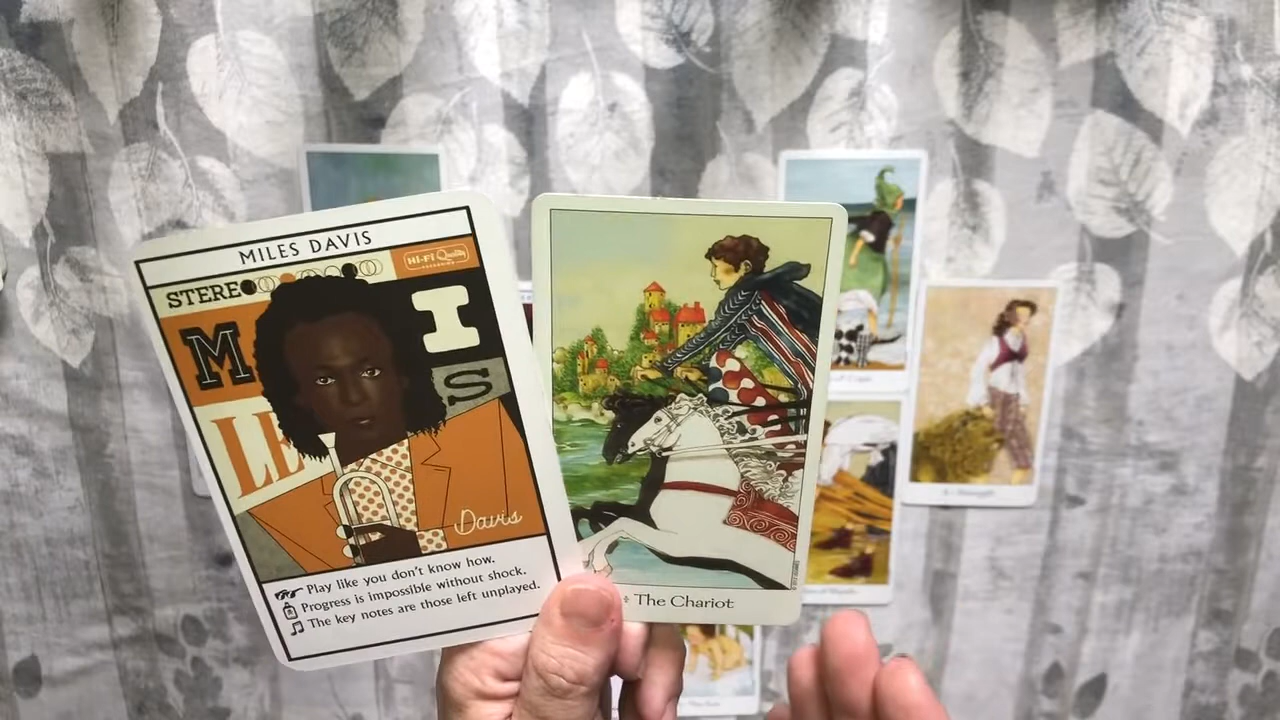 MILES DAVIS
STEREO
HI-FI Quality
M
I
LE
S
Davis
Play like you don't know how.
Progress is impossible without shock.
The key notes are those left unplayed.
The Chariot